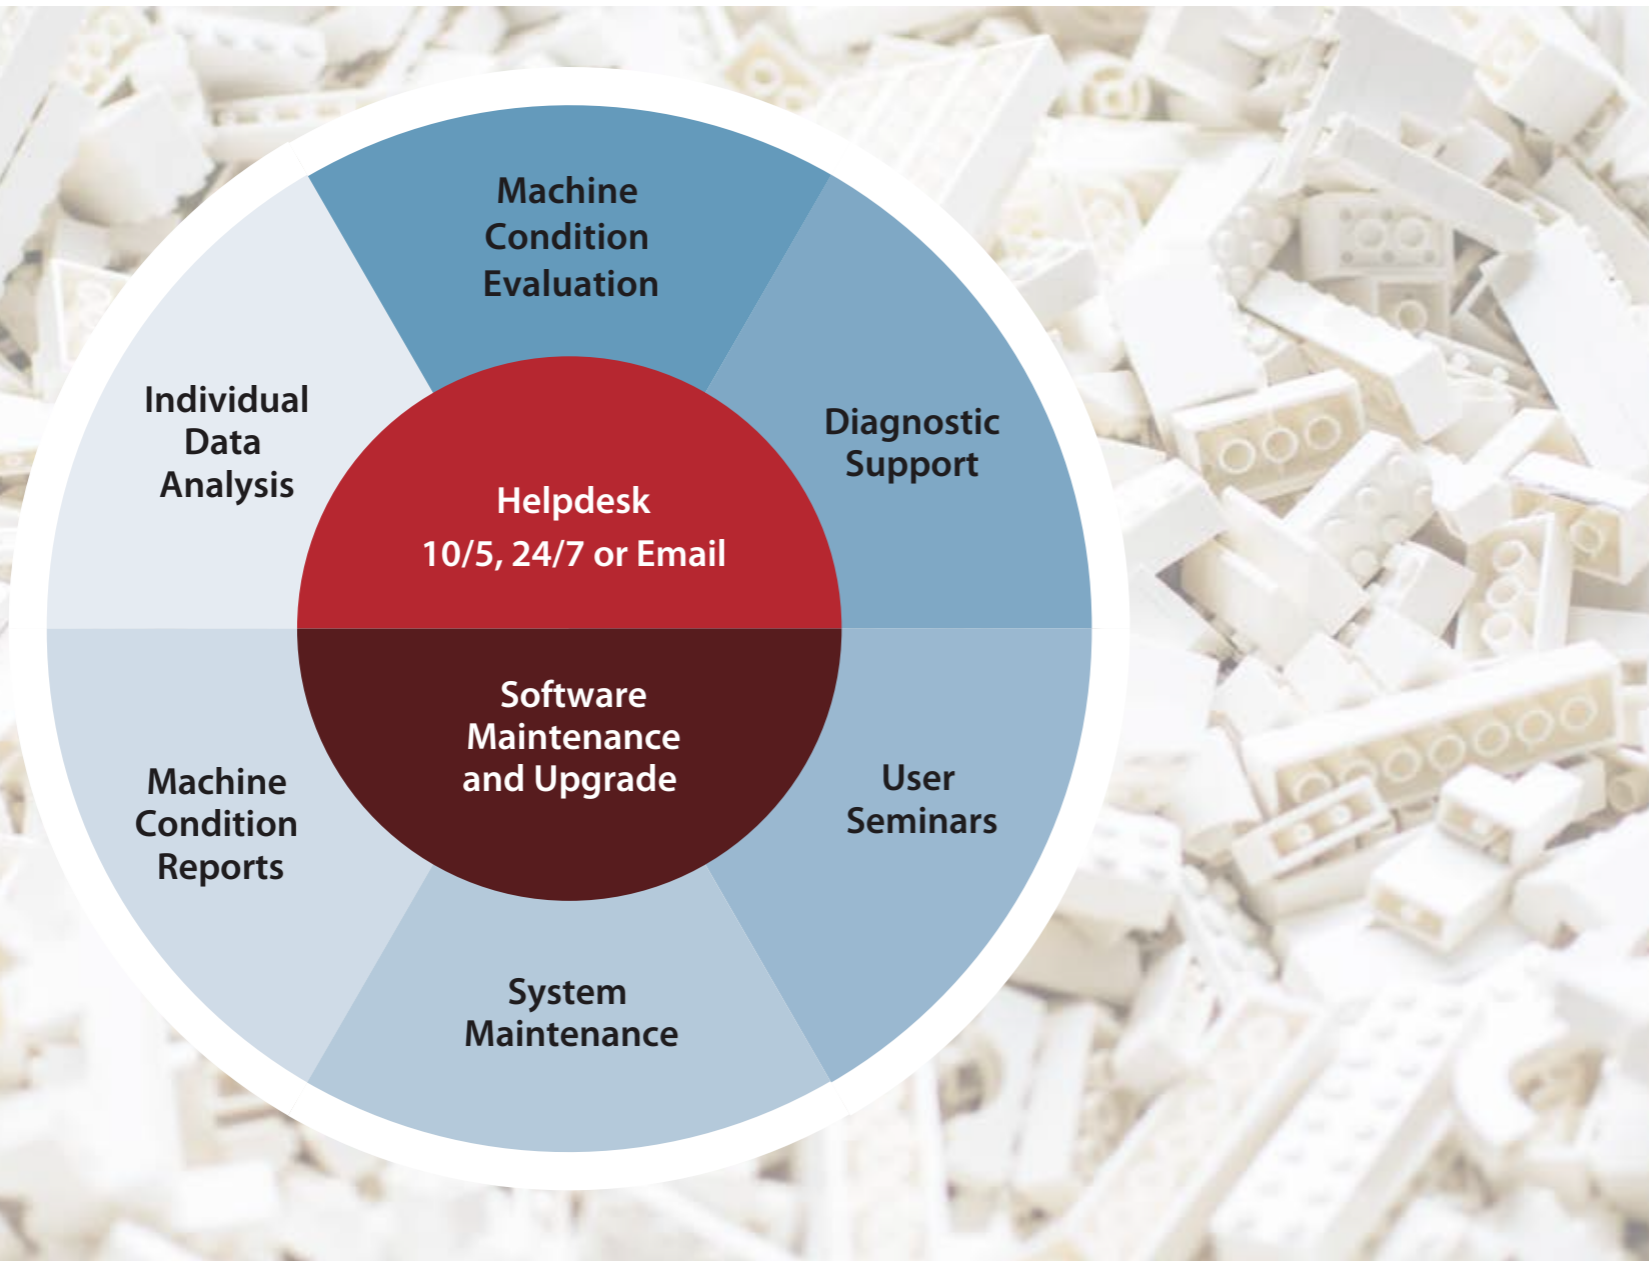 Machine
Condition
Evaluation
Diagnostic
Support
User
Seminars
System
Maintenance
Machine
Condition
Reports
Individual
Data
Analysis
Helpdesk
10/5, 24/7 or Email
Software
Maintenance
and Upgrade